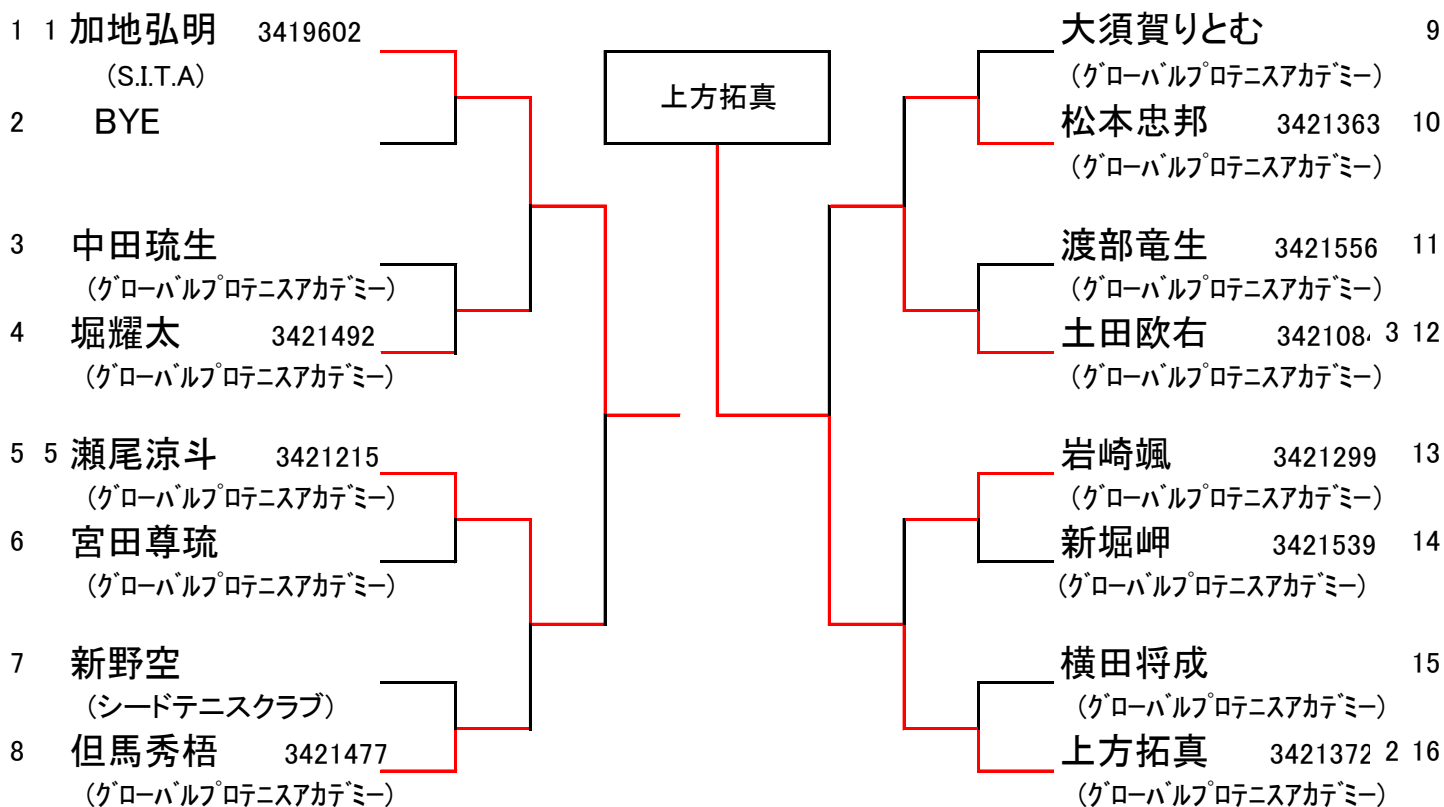 1 1 加地弘明 3419602
(S.I.T.A)
2 BYE
3 中田琉生
(グローバルプロテニスアカデミー)
4 堀耀太 3421492
(グローバルプロテニスアカデミー)
5 5 瀬尾涼斗 3421215
(グローバルプロテニスアカデミー)
6 宮田尊琉
(グローバルプロテニスアカデミー)
7 新野空
(シードテニスクラブ)
8 但馬秀梧 3421477
(グローバルプロテニスアカデミー)
上方拓真
大須賀りとむ 9
(グローバルプロテニスアカデミー)
松本忠邦 3421363 10
(グローバルプロテニスアカデミー)
渡部竜生 3421556 11
(グローバルプロテニスアカデミー)
土田欧右 3421084 3 12
(グローバルプロテニスアカデミー)
岩崎颯 3421299 13
(グローバルプロテニスアカデミー)
新堀岬 3421539 14
(グローバルプロテニスアカデミー)
横田将成 15
(グローバルプロテニスアカデミー)
上方拓真 3421372 2 16
(グローバルプロテニスアカデミー)